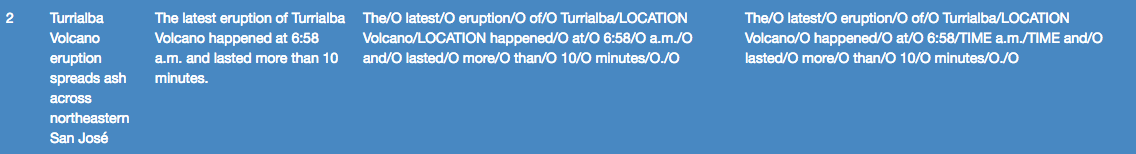 2
Turrialba
Volcano
eruption
spreads ash
across
northeastern
San José
The latest eruption of Turrialba
Volcano happened at 6:58
a.m. and lasted more than 10
minutes.
The/O latest/O eruption/O of/O Turrialba/LOCATION
Volcano/LOCATION happened/O at/O 6:58/O a.m./O
and/O lasted/O more/O than/O 10/O minutes/O./O
The/O latest/O eruption/O of/O Turrialba/LOCATION
Volcano/O happened/O at/O 6:58/TIME a.m./TIME and/O
lasted/O more/O than/O 10/O minutes/O./O